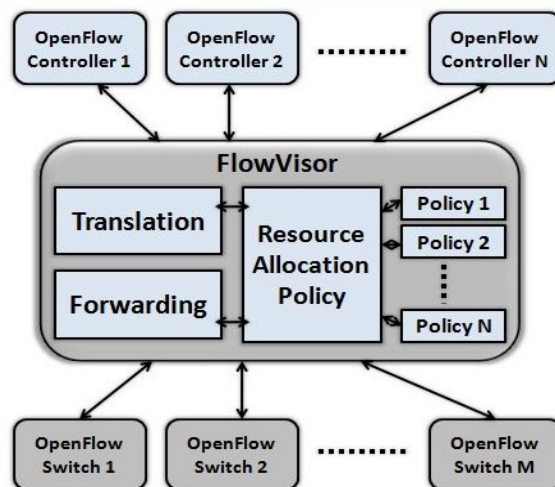 OpenFlow
Controller 1
OpenFlow
Controller 2
OpenFlow
Controller N
FlowVisor
Translation
Forwarding
Resource
Allocation
Policy
Policy 1
Policy 2
Policy N
OpenFlow
Switch 1
OpenFlow
Switch 2
OpenFlow
Switch M